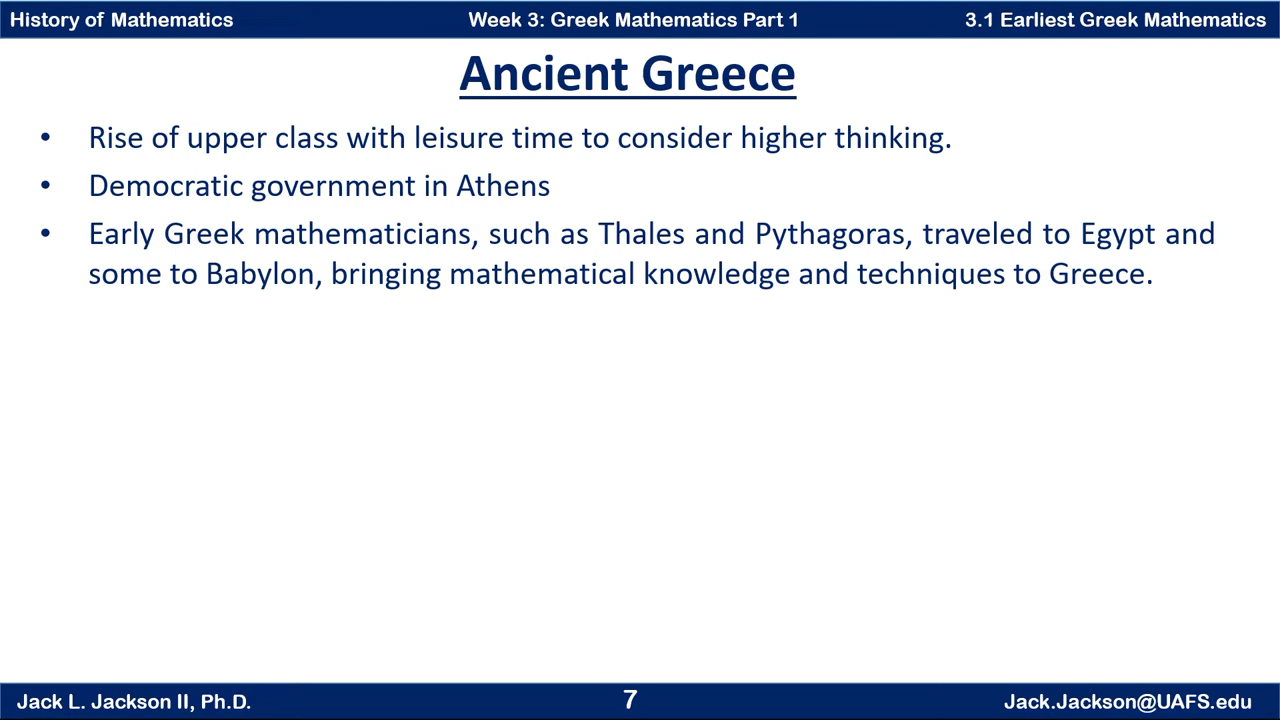 History of Mathematics Week 3: Greek Mathematics Part 1 3.1 Earliest Greek Mathematics
Ancient Greece
• Rise of upper class with leisure time to consider higher thinking.
• Democratic government in Athens
• Early Greek mathematicians, such as Thales and Pythagoras, traveled to Egypt and
some to Babylon, bringing mathematical knowledge and techniques to Greece.
Jack L. Jackson II, Ph.D. 7 Jack.Jackson@UAFS.edu